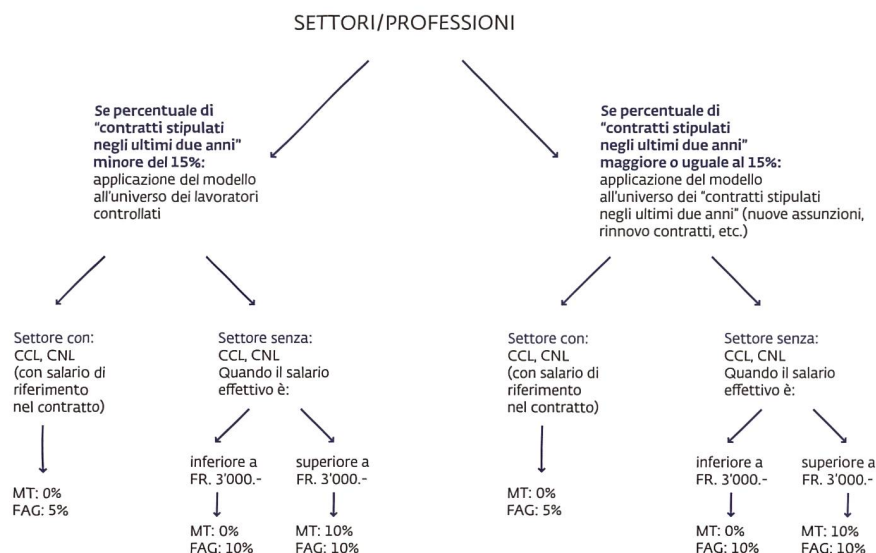 SETTORI/PROFESSIONI
Se percentuale di
"contratti stipulati
negli ultimi due anni"
minore del 15%:
applicazione del modello
all'universo dei lavoratori
controllati
Se percentuale di
"contratti stipulati
negli ultimi due anni"
maggiore o uguale al 15%:
applicazione del modello
all'universo dei "contratti stipulati
negli ultimi due anni" (nuove assunzioni,
rinnovo contratti, etc.)
Settore con:
CCL, CNL
(con salario di
riferimento
nel contratto)
MT: 0%
FAG: 5%
Settore senza:
CCL, CNL
Quando il salario
effettivo è:
inferiore a
FR. 3'000.-
MT: 0%
FAG: 10%
superiore a
FR. 3'000.-
MT: 10%
FAG: 10%
Settore con:
CCL, CNL
(con salario di
riferimento
nel contratto)
MT: 0%
FAG: 5%
Settore senza:
CCL, CNL
Quando il salario
effettivo è:
inferiore a
FR. 3'000.-
MT: 0%
FAG: 10%
superiore a
FR. 3'000.-
MT: 10%
FAG: 10%